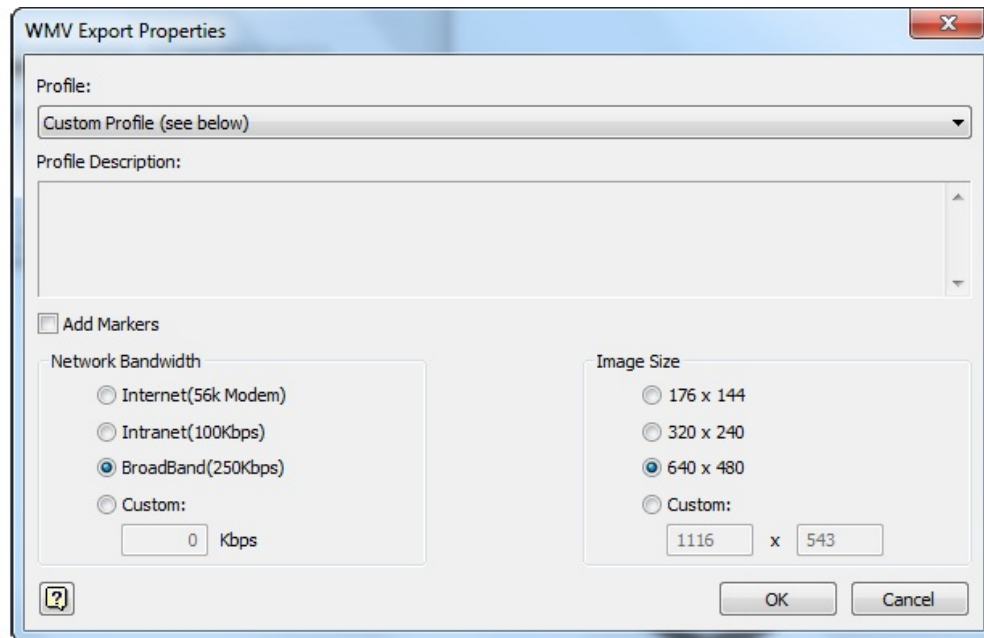 WMV Export Properties
Profile:
Custom Profile (see below)
Profile Description:
Add Markers
Network Bandwidth
Internet(56k Modem)
Intranet(100Kbps)
BroadBand(250Kbps)
Custom:
0 Kbps
Image Size
176 x 144
320 x 240
640 x 480
Custom:
1116 x 543
OK Cancel